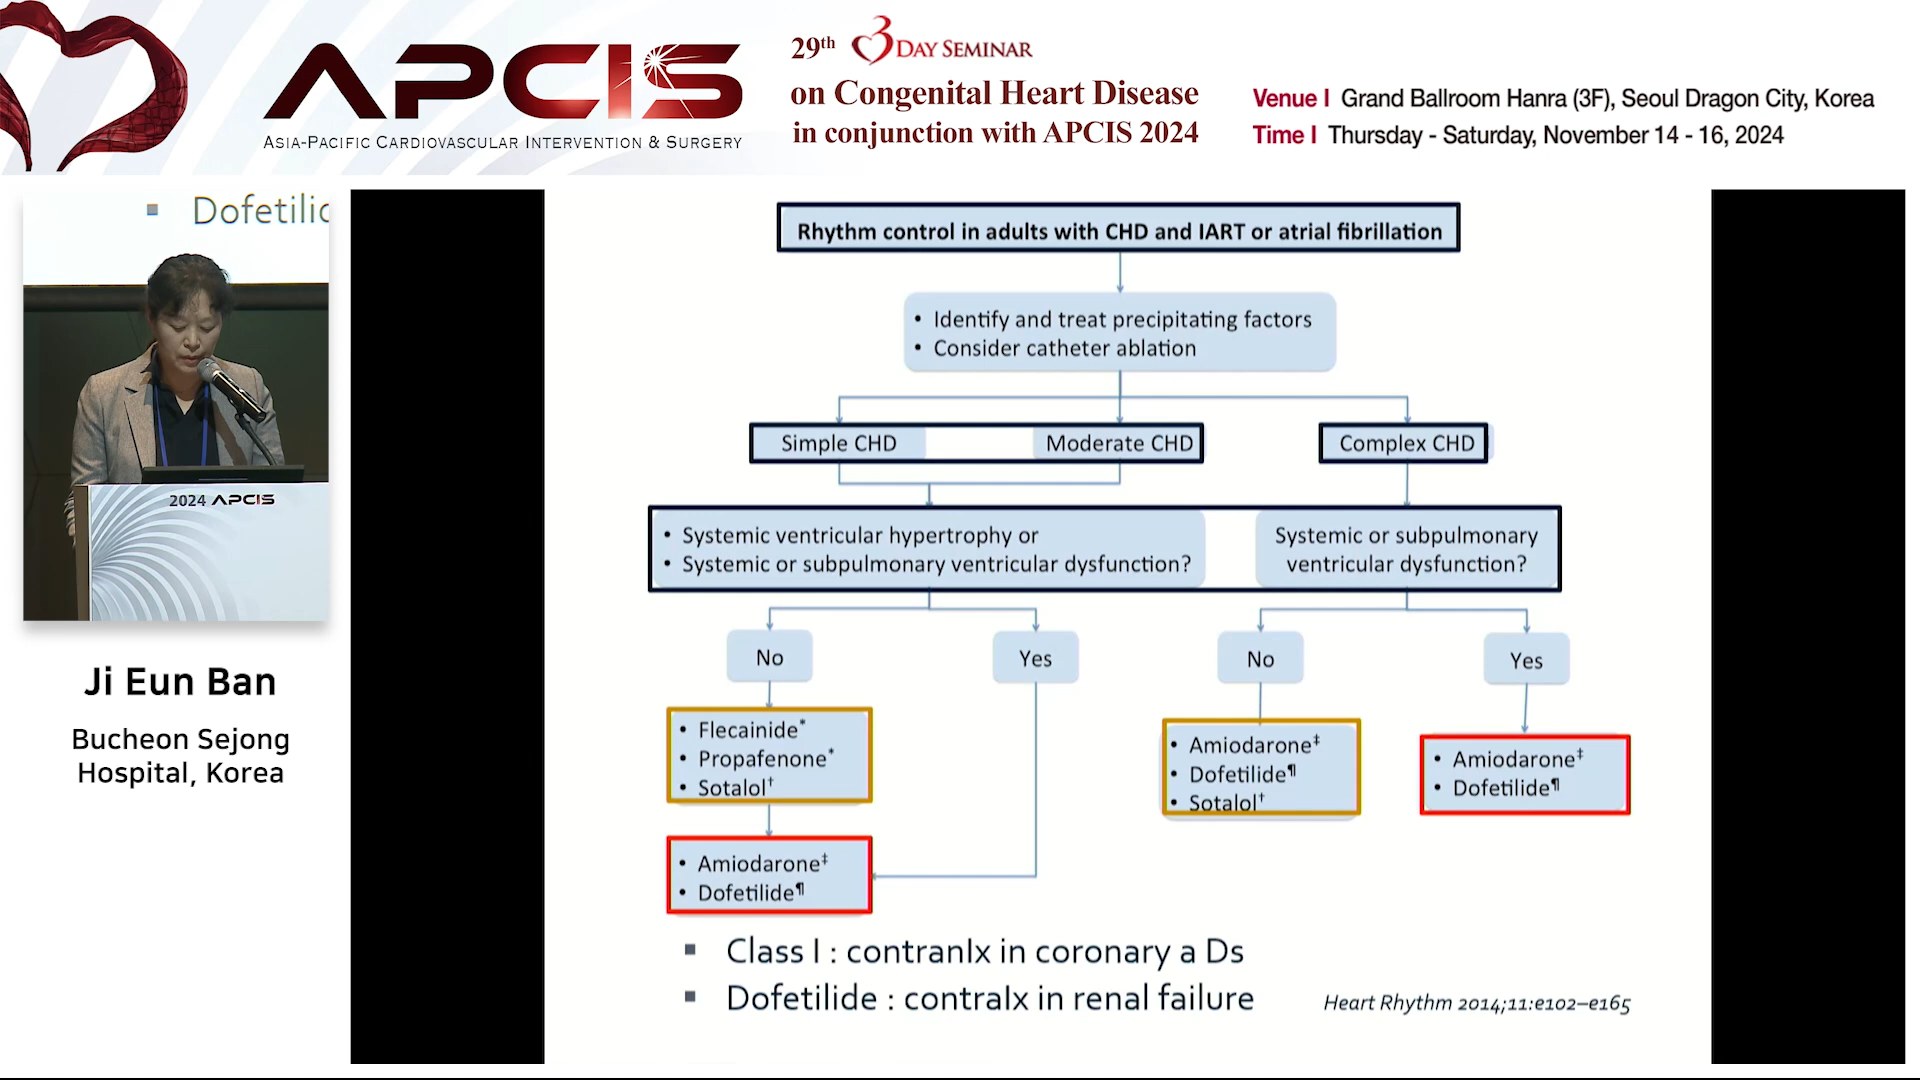 APCIS
ASIA-PACIFIC CARDIOVASCULAR INTERVENTION & SURGERY
29th 3 DAY SEMINAR
on Congenital Heart Disease
in conjunction with APCIS 2024
Venue I Grand Ballroom Hanra (3F), Seoul Dragon City, Korea
Time I Thursday - Saturday, November 14 - 16, 2024
▪ Dofetilid
2024 APCIS
Ji Eun Ban
Bucheon Sejong
Hospital, Korea
Rhythm control in adults with CHD and IART or atrial fibrillation
• Identify and treat precipitating factors
• Consider catheter ablation
Simple CHD
Moderate CHD
Complex CHD
• Systemic ventricular hypertrophy or
• Systemic or subpulmonary ventricular dysfunction?
Systemic or subpulmonary
ventricular dysfunction?
No
Yes
No
Yes
• Flecainide*
• Propafenone*
• Sotalol†
• Amiodarone‡
• Dofetilide¶
• Amiodarone‡
• Dofetilide¶
• Sotalol†
• Amiodarone‡
• Dofetilide¶
▪ Class I : contranIx in coronary a Ds
▪ Dofetilide : contraIx in renal failure
Heart Rhythm 2014;11:e102–e165